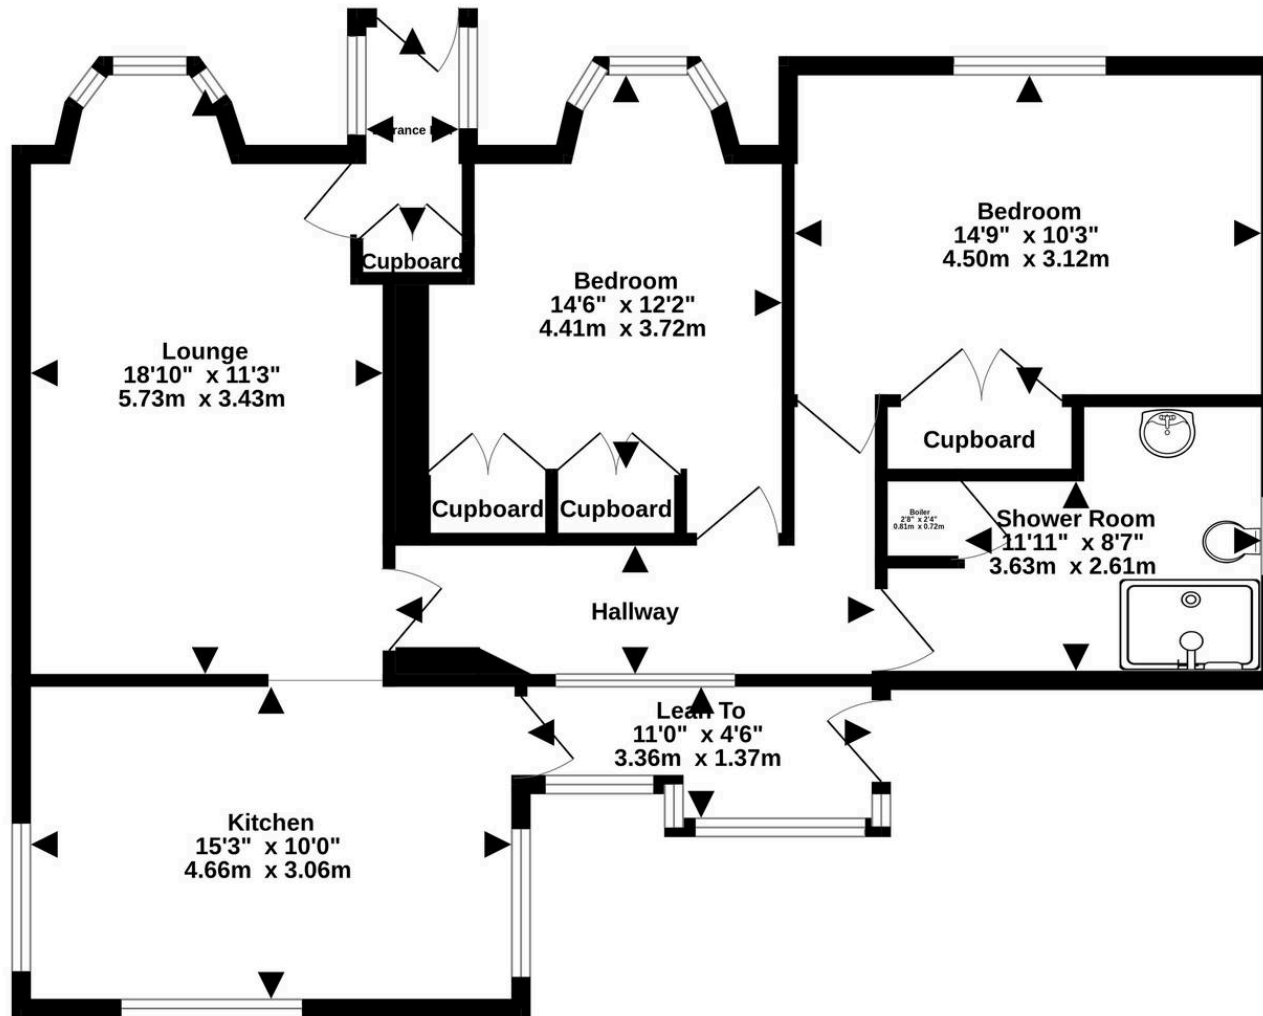 Cupboard
Bedroom
14'9" x 10'3"
4.50m x 3.12m
Bedroom
14'6" x 12'2"
4.41m x 3.72m
Lounge
18'10" x 11'3"
5.73m x 3.43m
Cupboard
Cupboard
Cupboard
Boiler
2'8" x 2'4"
0.81m x 0.72m
Shower Room
11'11" x 8'7"
3.63m x 2.61m
Hallway
Lean To
11'0" x 4'6"
3.36m x 1.37m
Kitchen
15'3" x 10'0"
4.66m x 3.06m